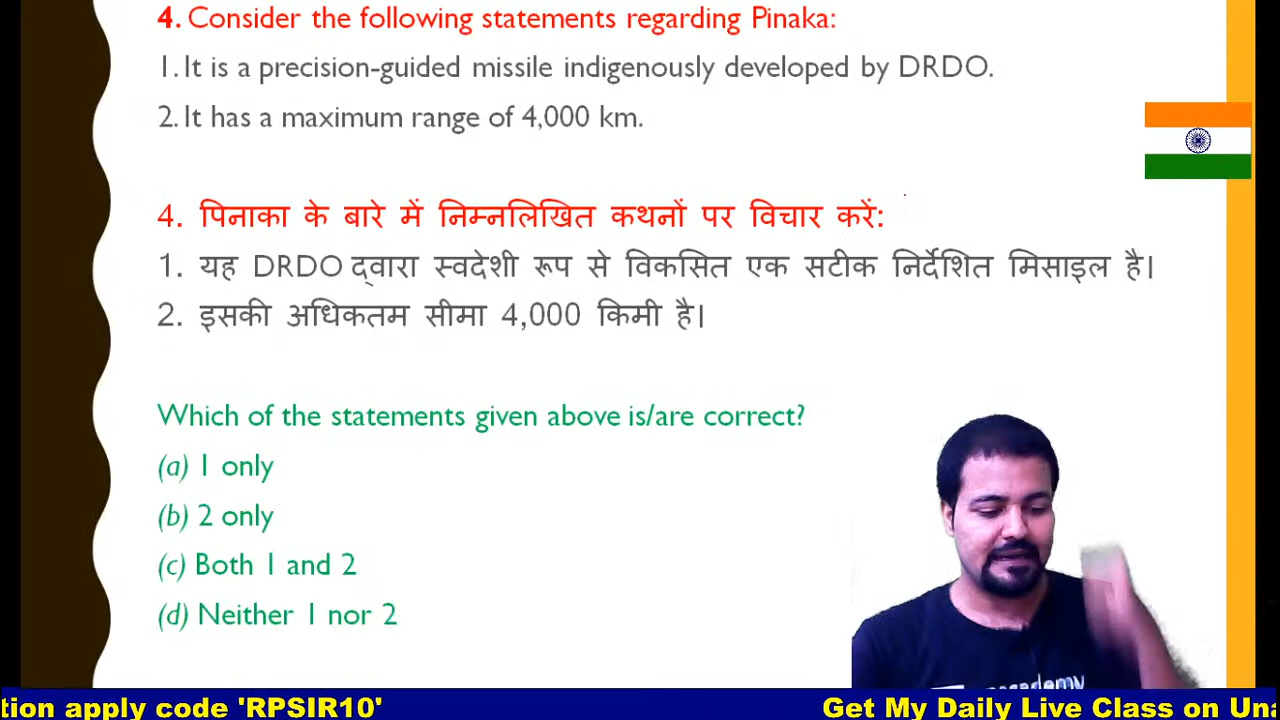 4. Consider the following statements regarding Pinaka:
1. It is a precision-guided missile indigenously developed by DRDO.
2. It has a maximum range of 4,000 km.
4. पिनाका के बारे में निम्नलिखित कथनों पर विचार करें:
1. यह DRDO द्वारा स्वदेशी रूप से विकसित एक सटीक निर्देशित मिसाइल है।
2. इसकी अधिकतम सीमा 4,000 किमी है।
Which of the statements given above is/are correct?
(a) 1 only
(b) 2 only
(c) Both 1 and 2
(d) Neither 1 nor 2
tion apply code 'RPSIR10' Get My Daily Live Class on Una